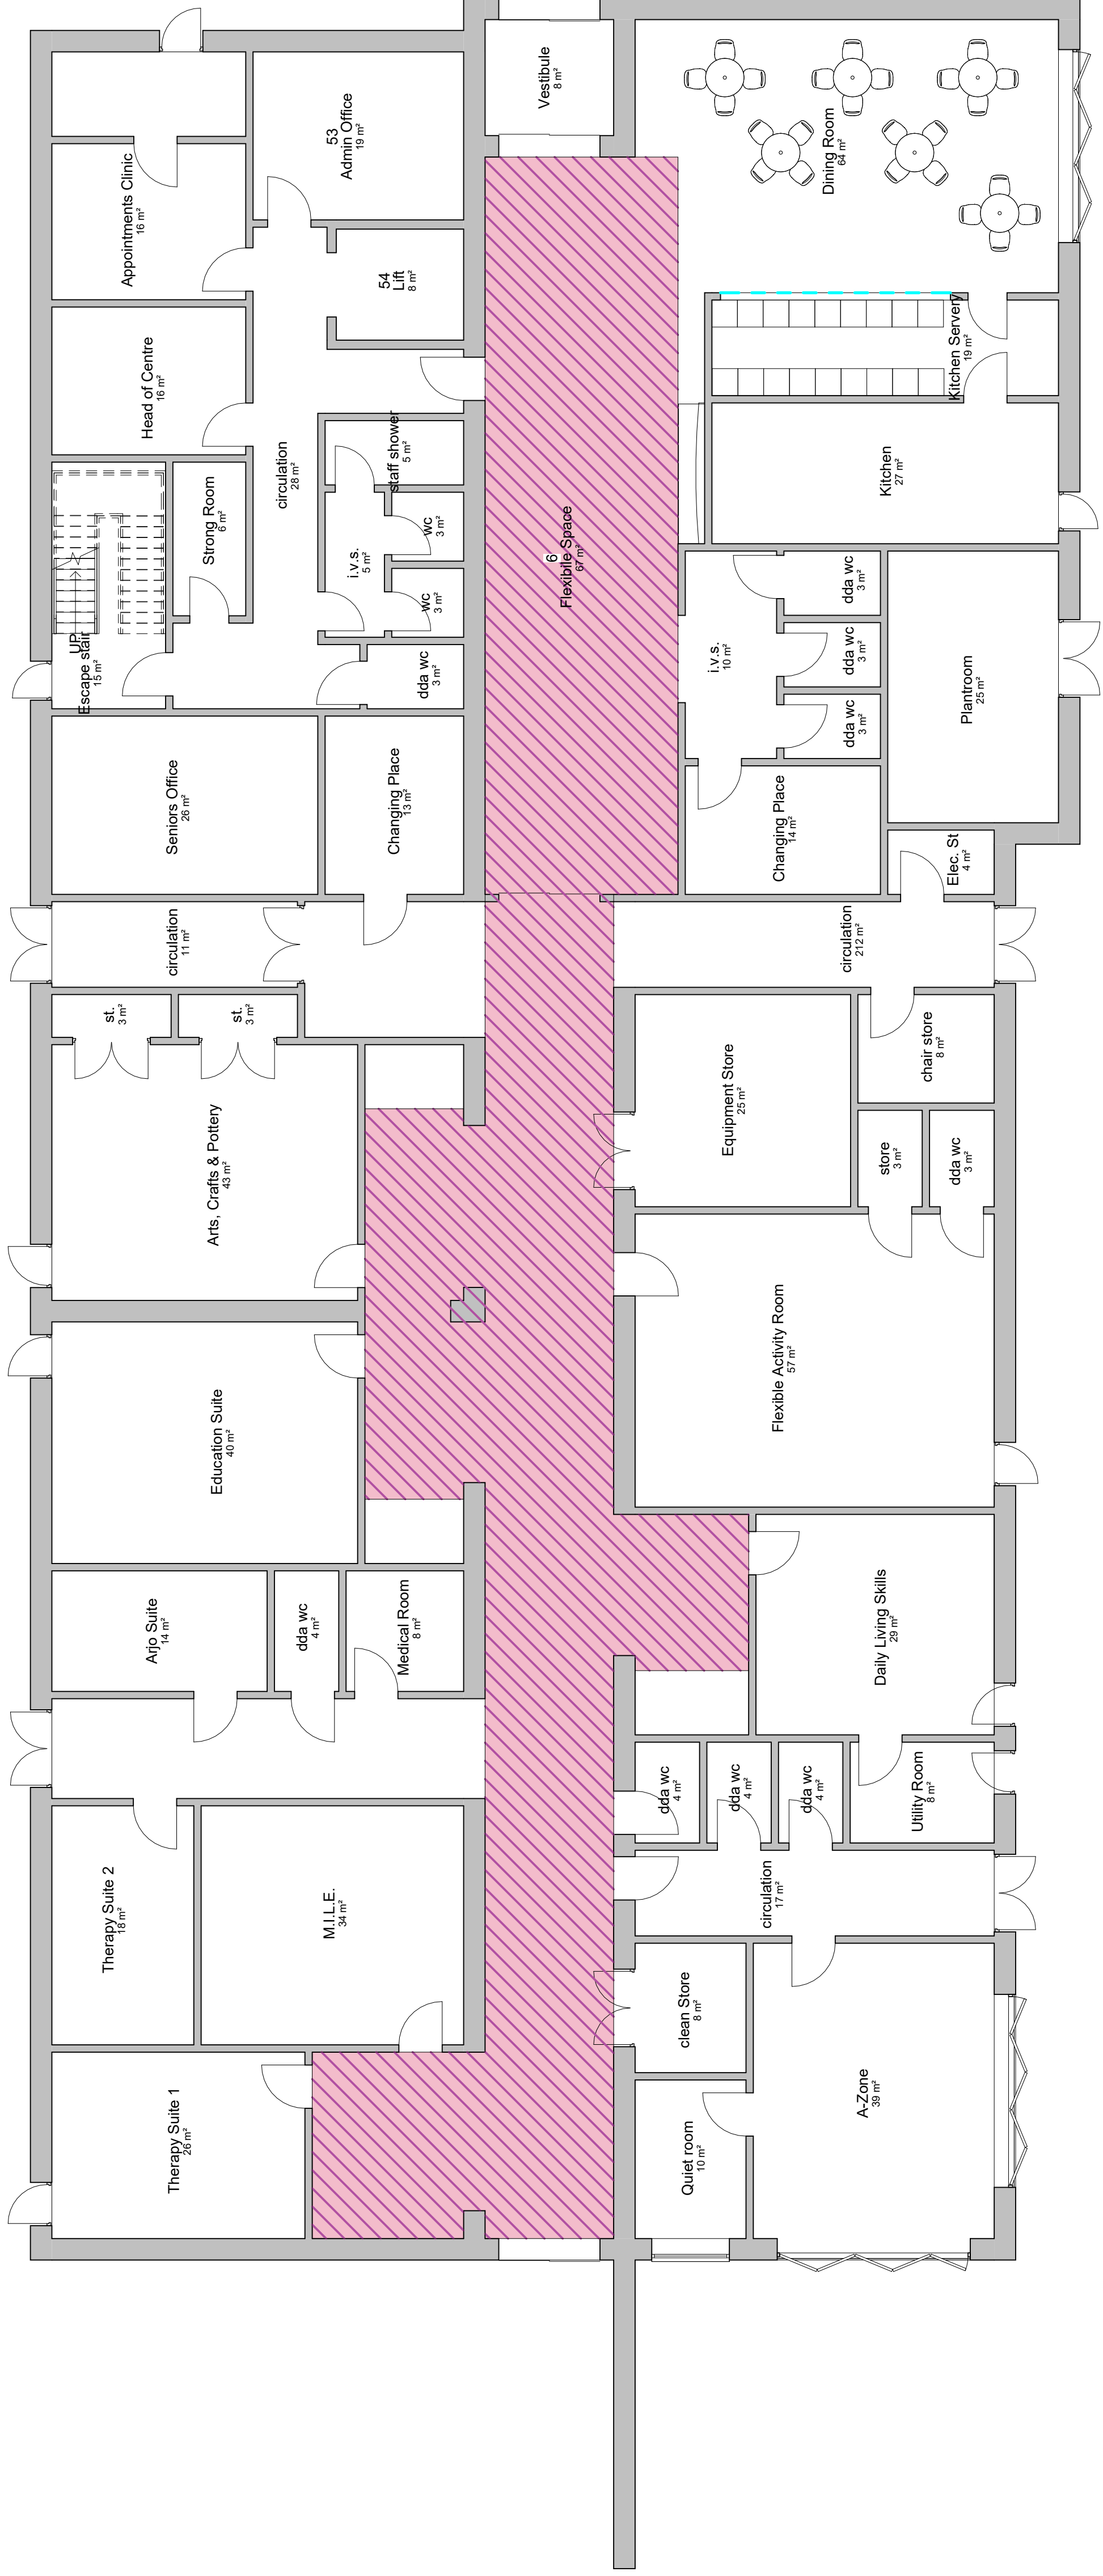 Vestibule
8 m²
Dining Room
64 m²
53
Admin Office
19 m²
Appointments Clinic
16 m²
54
Lift
8 m²
Head of Centre
16 m²
Kitchen Servery
19 m²
circulation
28 m²
staff shower
5 m²
Kitchen
27 m²
Strong Room
6 m²
i.v.s.
5 m²
wc
3 m²
wc
3 m²
6
Flexibile Space
67 m²
UP
Escape stair
15 m²
dda wc
3 m²
i.v.s.
10 m²
dda wc
3 m²
dda wc
3 m²
dda wc
3 m²
Plantroom
25 m²
Seniors Office
26 m²
Changing Place
13 m²
Changing Place
14 m²
Elec. St
4 m²
circulation
11 m²
circulation
212 m²
st.
3 m²
st.
3 m²
Equipment Store
25 m²
chair store
8 m²
Arts, Crafts & Pottery
43 m²
store
3 m²
dda wc
3 m²
Education Suite
40 m²
Flexible Activity Room
57 m²
Arjo Suite
14 m²
dda wc
4 m²
Medical Room
8 m²
Daily Living Skills
29 m²
dda wc
4 m²
dda wc
4 m²
dda wc
4 m²
Utility Room
8 m²
Therapy Suite 2
18 m²
M.I.L.E.
34 m²
circulation
17 m²
clean Store
8 m²
Therapy Suite 1
26 m²
Quiet room
10 m²
A-Zone
39 m²